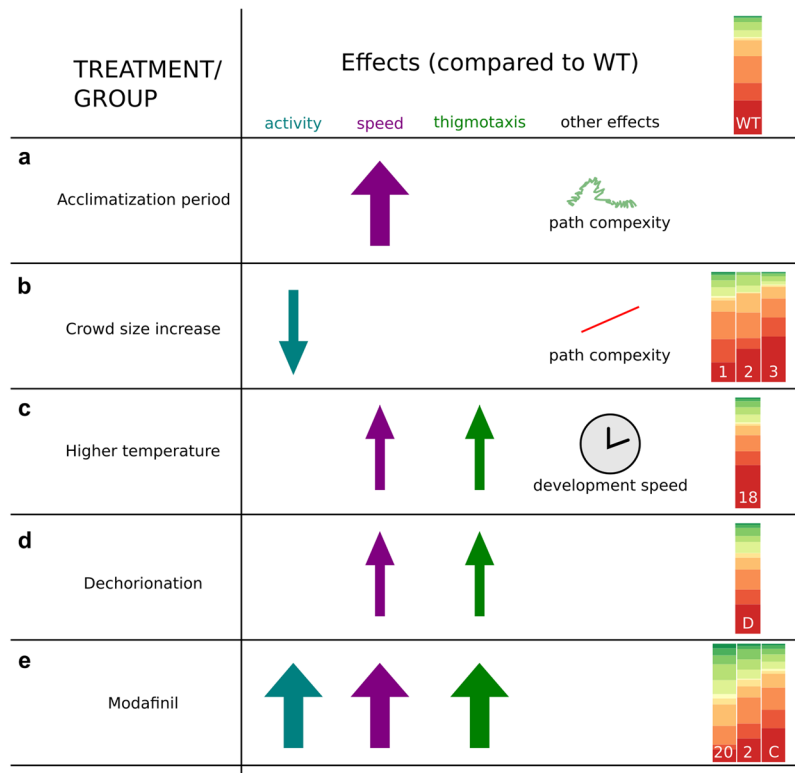 TREATMENT/
GROUP
Effects (compared to WT)
activity
speed
thigmotaxis
other effects
WT
a
Acclimatization period
path compexity
b
Crowd size increase
path compexity
1
2
3
c
Higher temperature
development speed
18
d
Dechorionation
D
e
Modafinil
20
2
C